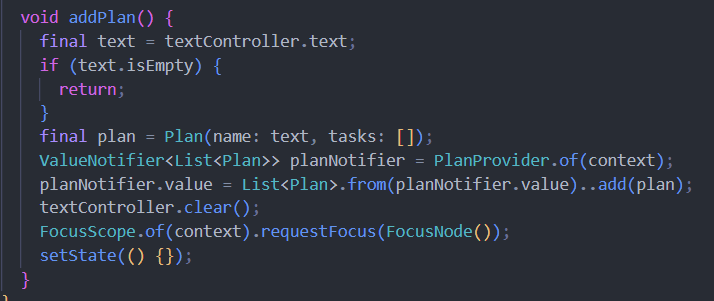 void addPlan() {
final text = textController.text;
if (text.isEmpty) {
return;
}
final plan = Plan(name: text, tasks: []);
ValueNotifier<List<Plan>> planNotifier = PlanProvider.of(context);
planNotifier.value = List<Plan>.from(planNotifier.value)..add(plan);
textController.clear();
FocusScope.of(context).requestFocus(FocusNode());
setState(() {});
}
}